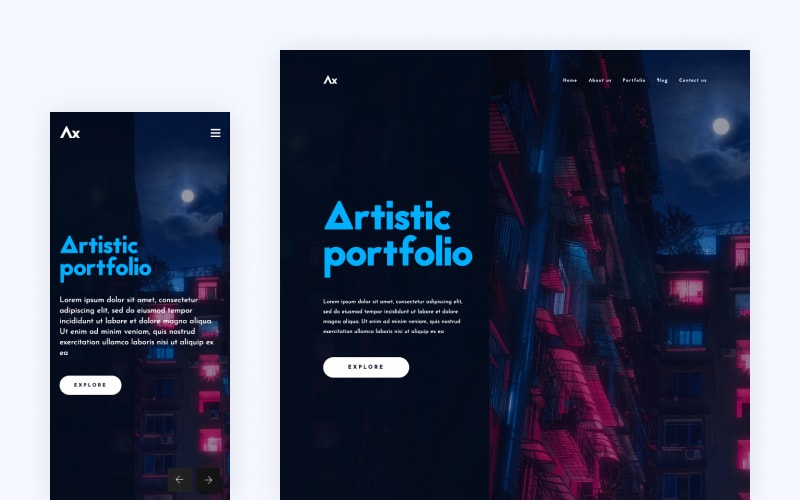 Ax
Artistic
portfolio
Lorem ipsum dolor sit amet, consectetur
adipiscing elit, sed do eiusmod tempor
incididunt ut labore et dolore magna aliqua.
Ut enim ad minim veniam, quis nostrud
exercitation ullamco laboris nisi ut aliquip ex
ea
EXPLORE
Ax
Home About us Portfolio Blog Contact us
Artistic
portfolio
Lorem ipsum dolor sit amet, consectetur adipiscing elit,
sed do eiusmod tempor incididunt ut labore et dolore
magna aliqua. Ut enim ad minim veniam, quis nostrud
exercitation ullamco laboris nisi ut aliquip ex ea
EXPLORE